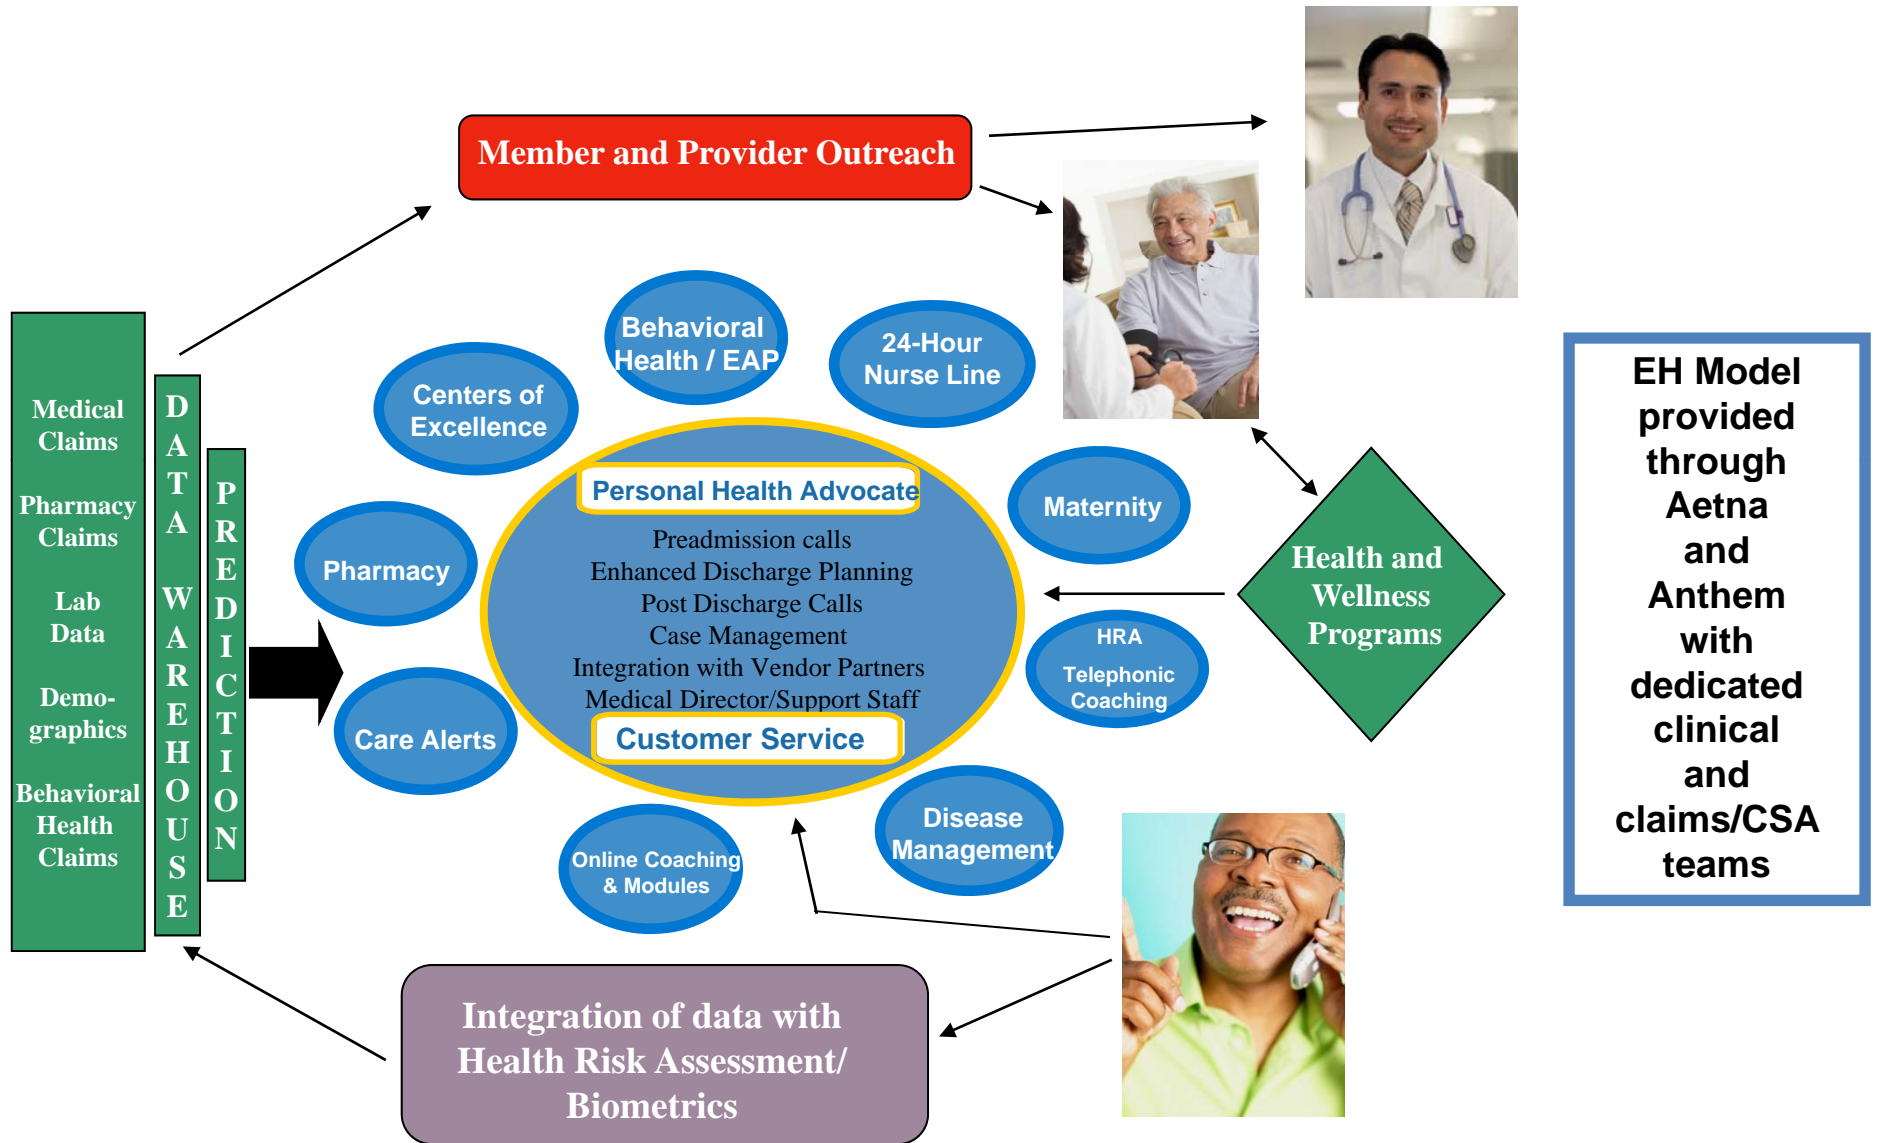 Member and Provider Outreach
Medical
Claims
Pharmacy
Claims
Lab
Data
Demo-
graphics
Behavioral
Health
Claims
DATA WAREHOUSE
PREDICTION
Behavioral
Health / EAP
24-Hour
Nurse Line
Centers of
Excellence
Maternity
Pharmacy
HRA
Telephonic
Coaching
Care Alerts
Disease
Management
Online Coaching
& Modules
Personal Health Advocate
Preadmission calls
Enhanced Discharge Planning
Post Discharge Calls
Case Management
Integration with Vendor Partners
Medical Director/Support Staff
Customer Service
Health and
Wellness
Programs
EH Model
provided
through
Aetna
and
Anthem
with
dedicated
clinical
and
claims/CSA
teams
Integration of data with
Health Risk Assessment/
Biometrics